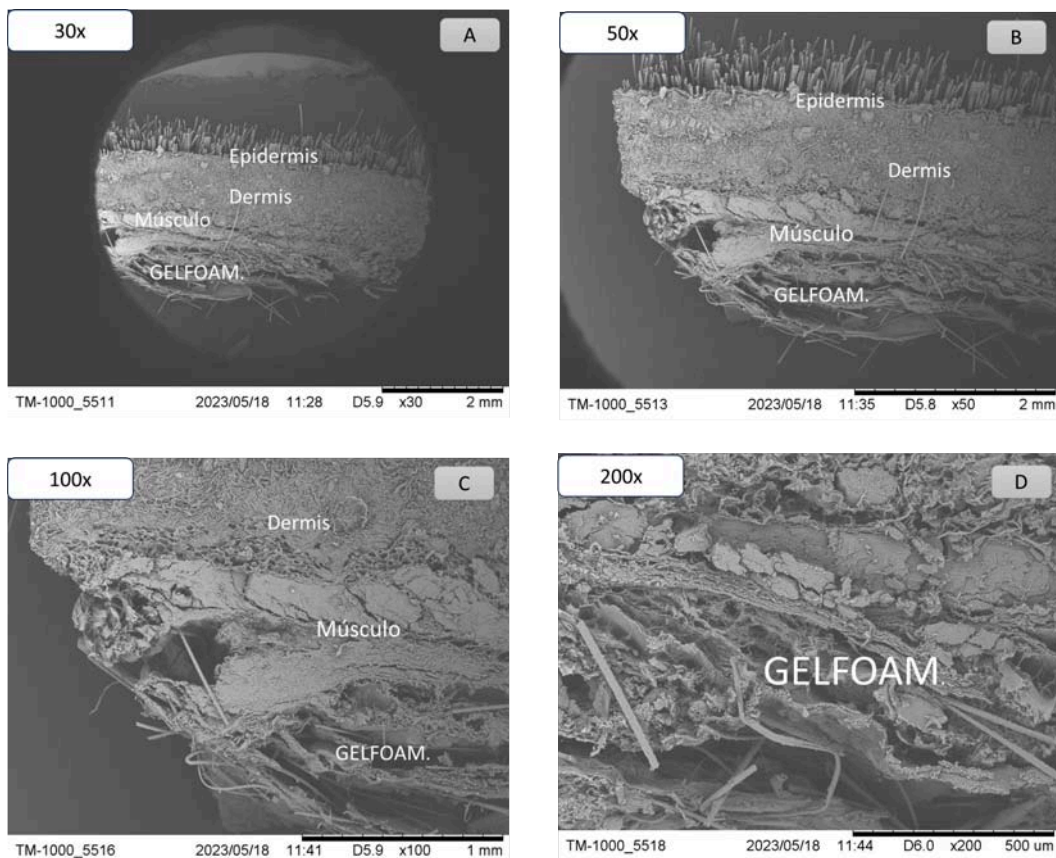 30x
A
Epidermis
Dermis
Músculo
GELFOAM.
TM-1000_5511 2023/05/18 11:28 D5.9 x30 2 mm
50x
B
Epidermis
Dermis
Músculo
GELFOAM.
TM-1000_5513 2023/05/18 11:35 D5.8 x50 2 mm
100x
C
Dermis
Músculo
GELFOAM.
TM-1000_5516 2023/05/18 11:41 D5.9 x100 1 mm
200x
D
GELFOAM.
TM-1000_5518 2023/05/18 11:44 D6.0 x200 500 um